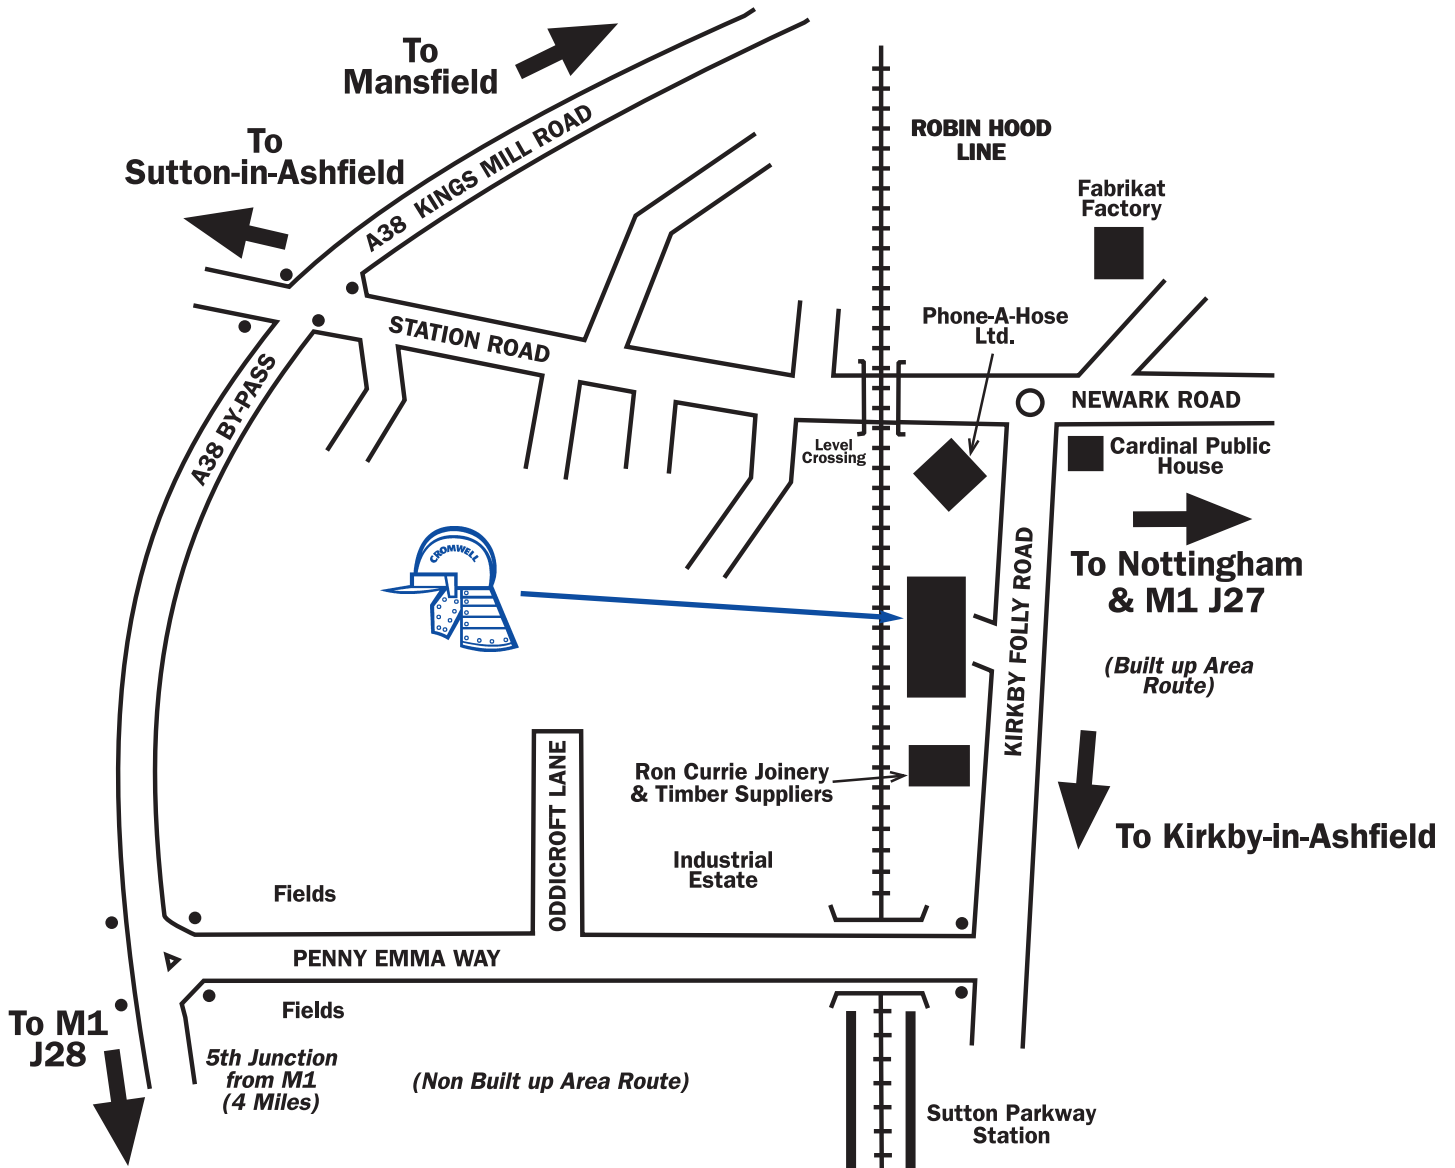 To
Mansfield
To
Sutton-in-Ashfield
A38 KINGS MILL ROAD
ROBIN HOOD
LINE
Fabrikat
Factory
Phone-A-Hose
Ltd.
STATION ROAD
A38 BY-PASS
NEWARK ROAD
Level
Crossing
Cardinal Public
House
CROMWELL
To Nottingham
& M1 J27
(Built up Area
Route)
KIRKBY FOLLY ROAD
ODDICROFT LANE
Ron Currie Joinery
& Timber Suppliers
To Kirkby-in-Ashfield
Industrial
Estate
Fields
PENNY EMMA WAY
Fields
To M1
J28
5th Junction
from M1
(4 Miles)
(Non Built up Area Route)
Sutton Parkway
Station